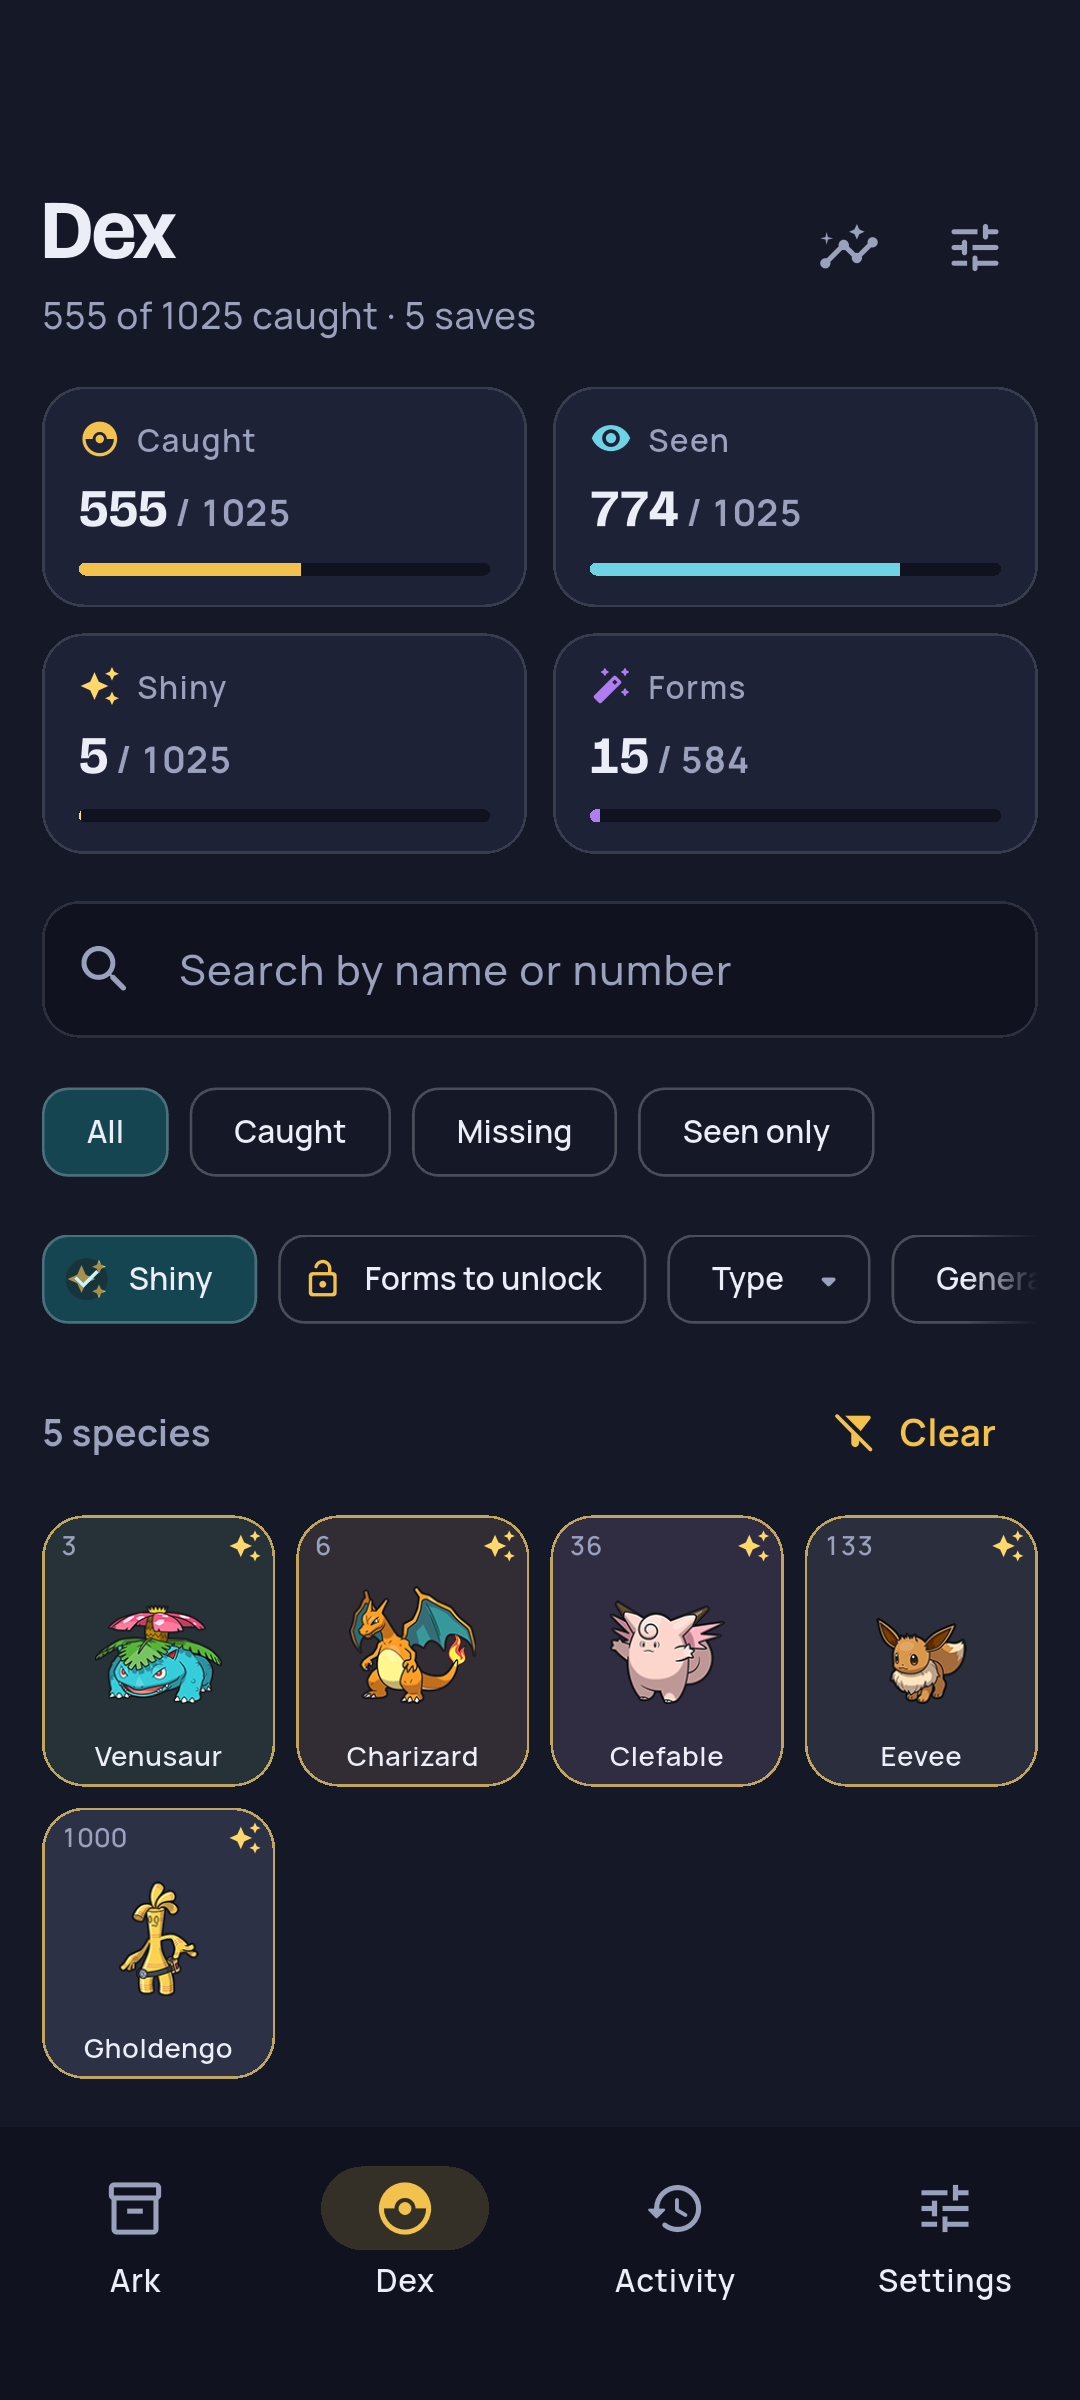 Dex
555 of 1025 caught · 5 saves
Caught
555 / 1025
Seen
774 / 1025
Shiny
5 / 1025
Forms
15 / 584
Search by name or number
All
Caught
Missing
Seen only
Shiny
Forms to unlock
Type
5 species
Clear
3
Venusaur
6
Charizard
36
Clefable
133
Eevee
1000
Gholdengo
Ark
Dex
Activity
Settings